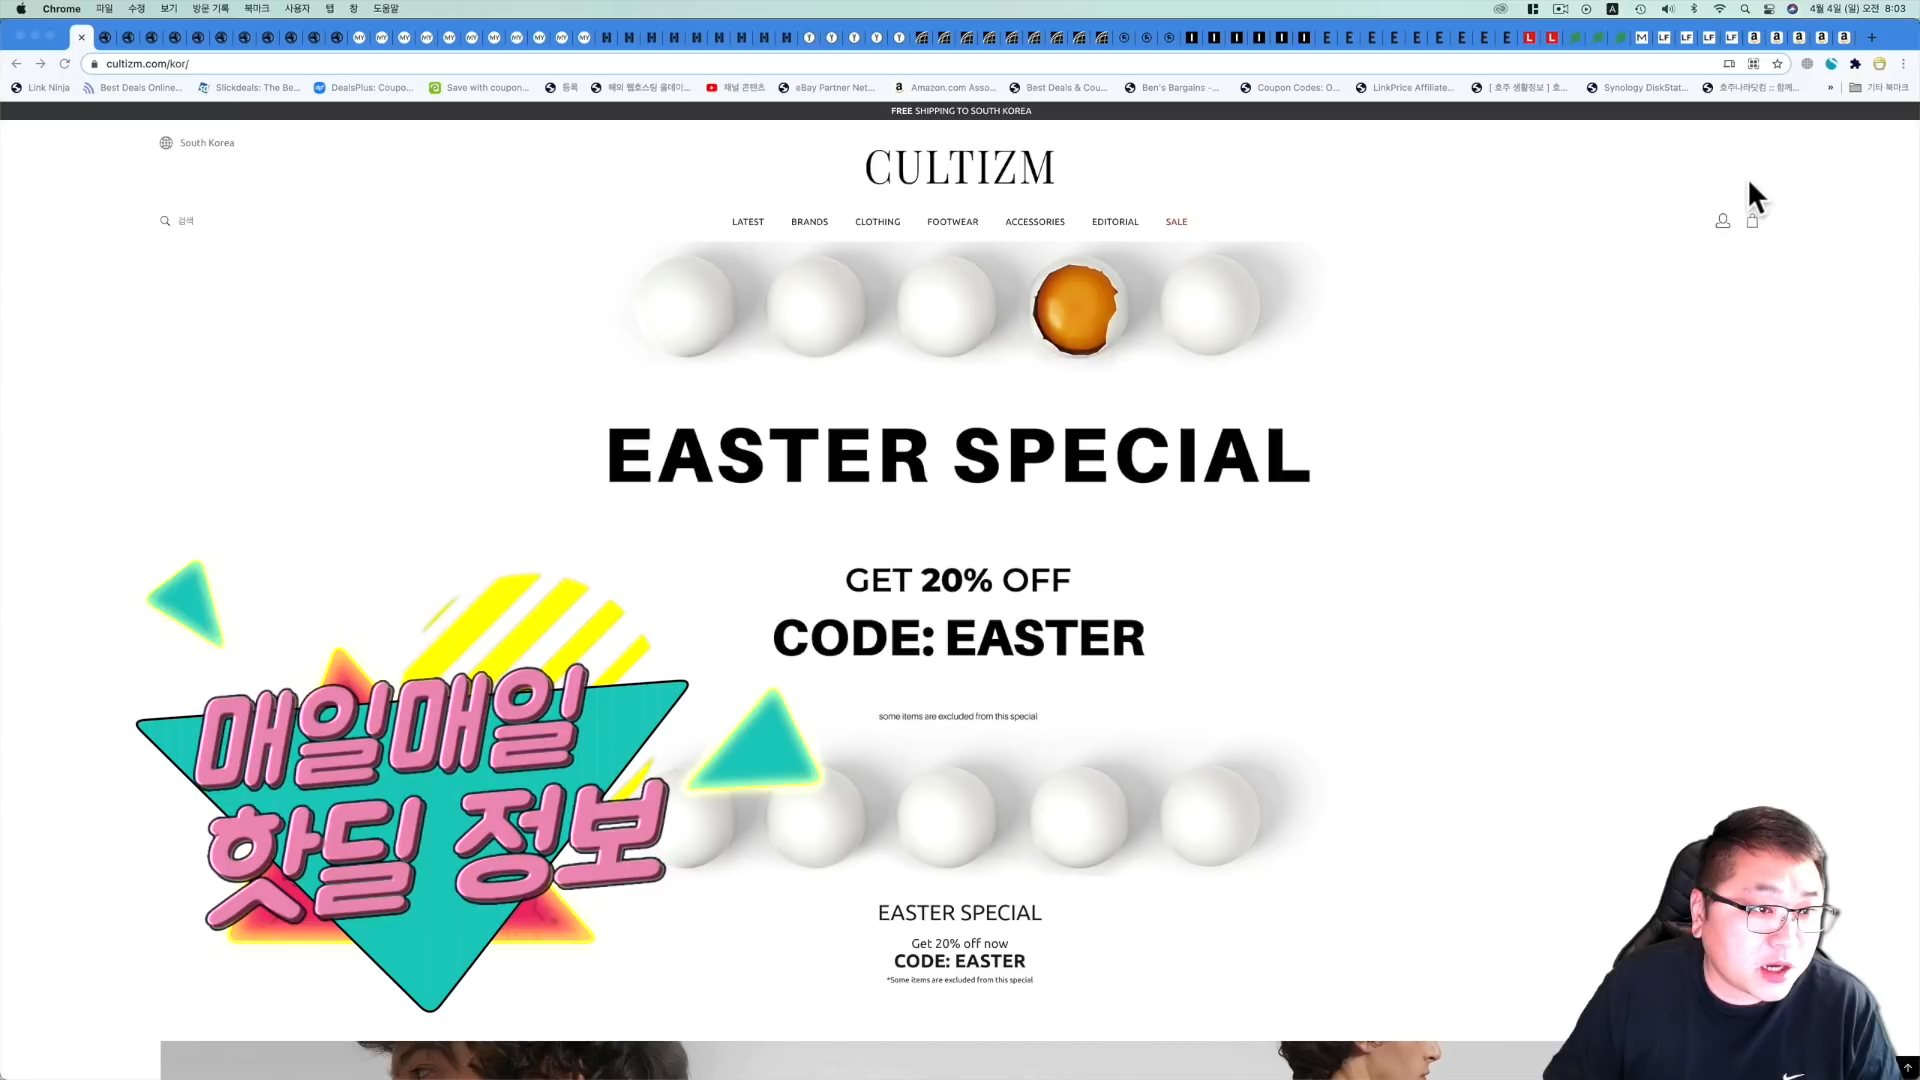 Chrome 파일 수정 보기 방문 기록 북마크 사용자 탭 창 도움말
4월 4일 (일) 오전 8:03
cultizm.com/kor/
Link Ninja
Best Deals Online...
Slickdeals: The Be...
DealsPlus: Coupo...
Save with coupon...
등록
해외 웹호스팅 올데이...
채널 콘텐츠
eBay Partner Net...
Amazon.com Asso...
Best Deals & Cou...
Ben's Bargains -...
Coupon Codes: O...
LinkPrice Affiliate...
[ 호주 생활정보 ] 호...
Synology DiskStat...
호주나라닷컴 :: 함께...
기타 북마크
FREE SHIPPING TO SOUTH KOREA
South Korea
CULTIZM
검색
LATEST BRANDS CLOTHING FOOTWEAR ACCESSORIES EDITORIAL SALE
EASTER SPECIAL
GET 20% OFF
CODE: EASTER
some items are excluded from this special
매일매일
핫딜 정보
EASTER SPECIAL
Get 20% off now
CODE: EASTER
*Some items are excluded from this special